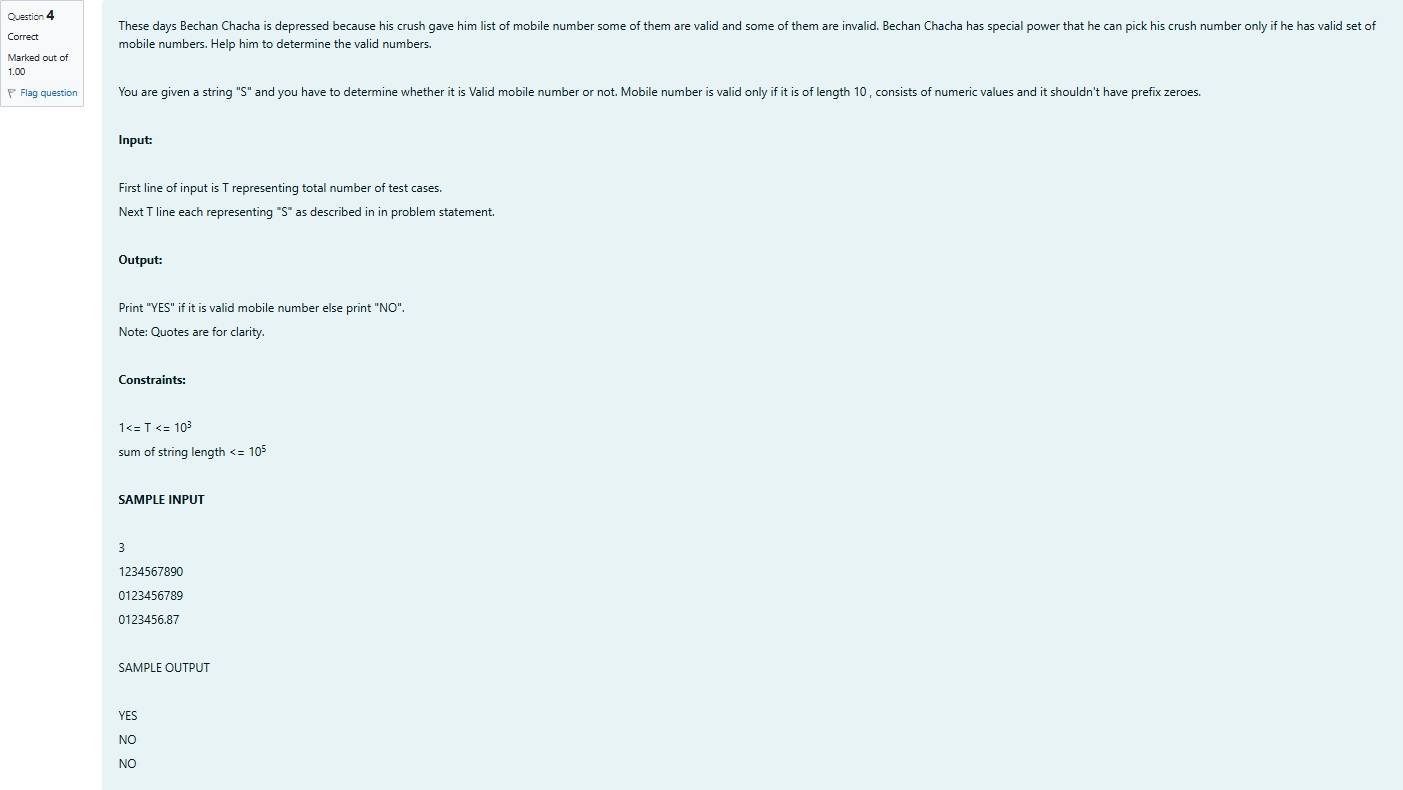 Question 4
Correct
Marked out of
1.00
Flag question
These days Bechan Chacha is depressed because his crush gave him list of mobile number some of them are valid and some of them are invalid. Bechan Chacha has special power that he can pick his crush number only if he has valid set of
mobile numbers. Help him to determine the valid numbers.
You are given a string "S" and you have to determine whether it is Valid mobile number or not. Mobile number is valid only if it is of length 10 , consists of numeric values and it shouldn't have prefix zeroes.
Input:
First line of input is T representing total number of test cases.
Next T line each representing "S" as described in in problem statement.
Output:
Print "YES" if it is valid mobile number else print "NO".
Note: Quotes are for clarity.
Constraints:
1<= T <= 10³
sum of string length <= 10⁵
SAMPLE INPUT
3
1234567890
0123456789
0123456.87
SAMPLE OUTPUT
YES
NO
NO